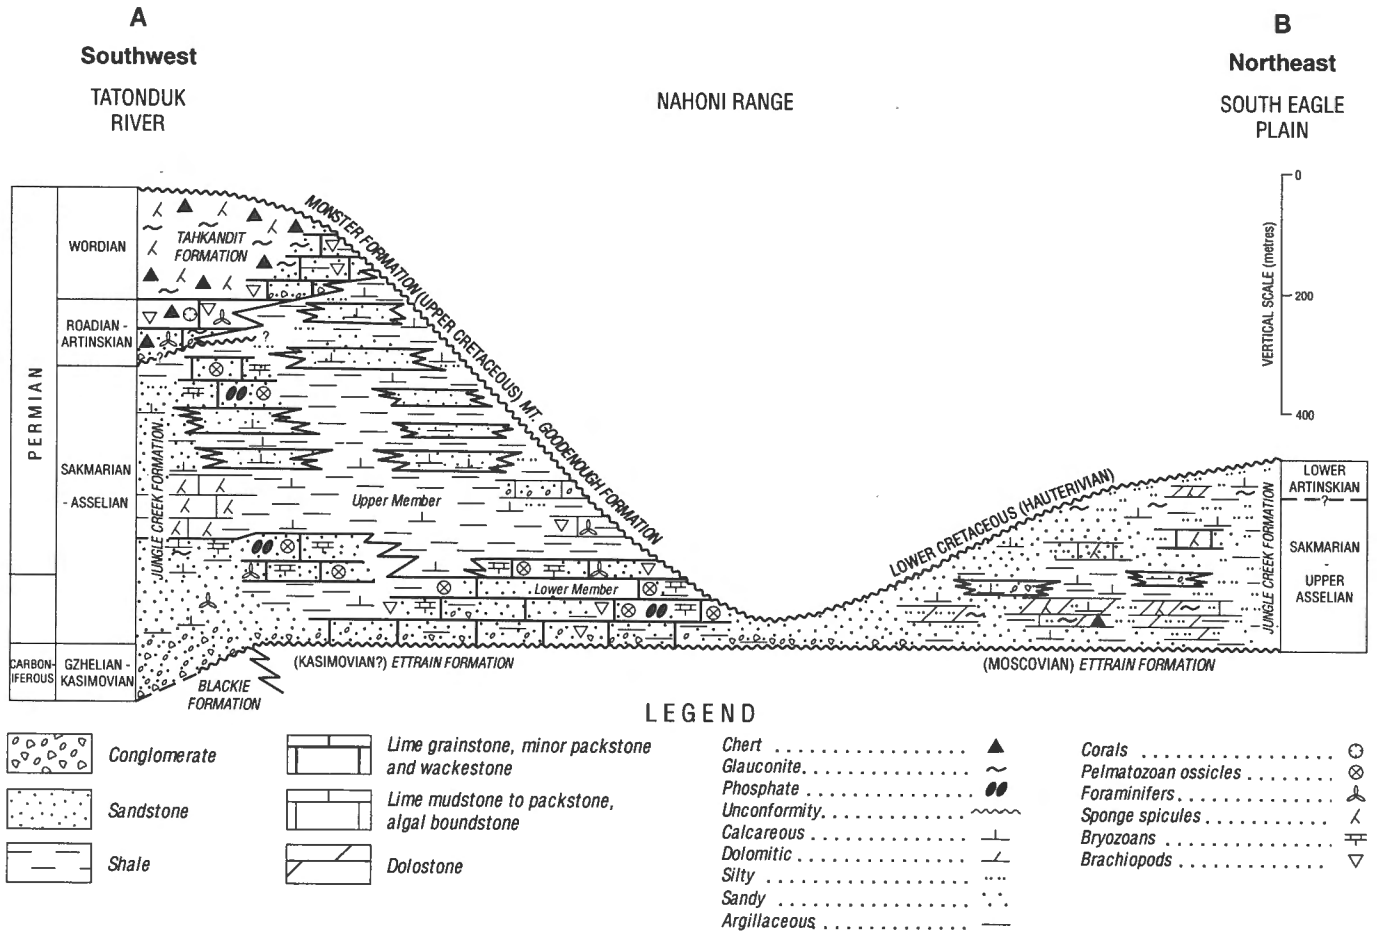 A
Southwest
TATONDUK
RIVER
NAHONI RANGE
B
Northeast
SOUTH EAGLE
PLAIN
0
200
400
VERTICAL SCALE (metres)
PERMIAN
CARBON-
IFEROUS
WORDIAN
ROADIAN -
ARTINSKIAN
SAKMARIAN
- ASSELIAN
GZHELIAN -
KASIMOVIAN
TAHKANDIT
FORMATION
MONSTER FORMATION (UPPER CRETACEOUS) MT. GOODENOUGH FORMATION
LOWER CRETACEOUS (HAUTERIVIAN)
?
?
JUNGLE CREEK FORMATION
Upper Member
Lower Member
JUNGLE CREEK FORMATION
LOWER
ARTINSKIAN
?
SAKMARIAN
-
UPPER
ASSELIAN
(KASIMOVIAN?) ETTRAIN FORMATION
(MOSCOVIAN) ETTRAIN FORMATION
BLACKIE
FORMATION
LEGEND
Conglomerate
Sandstone
Shale
Lime grainstone, minor packstone
and wackestone
Lime mudstone to packstone,
algal boundstone
Dolostone
Chert
Glauconite
Phosphate
Unconformity
Calcareous
Dolomitic
Silty
Sandy
Argillaceous
Corals
Pelmatozoan ossicles
Foraminifers
Sponge spicules
Bryozoans
Brachiopods